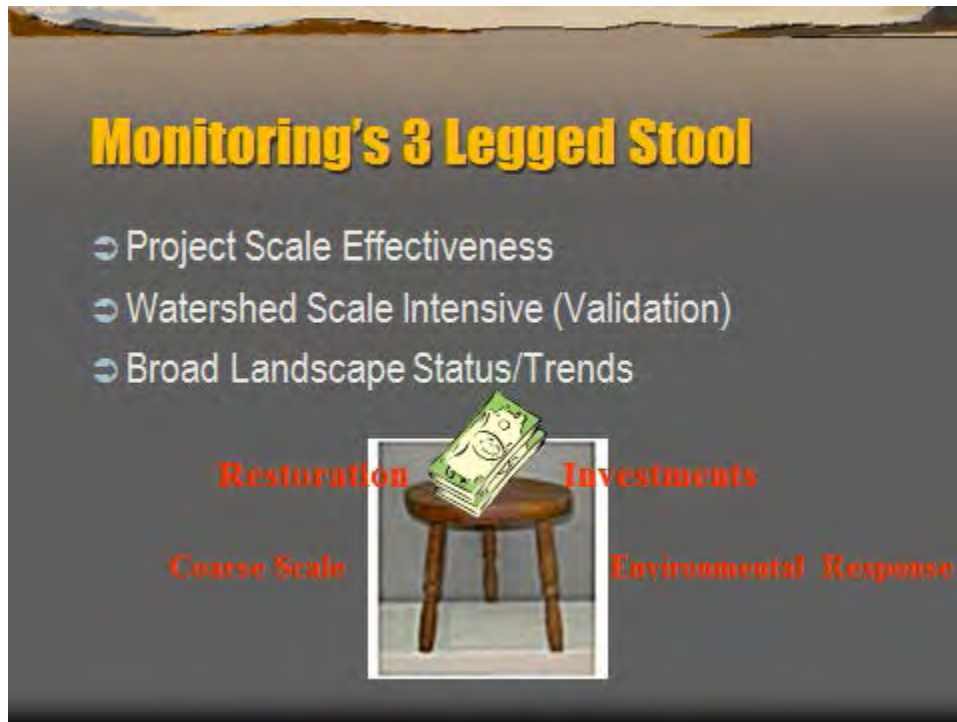 Monitoring's 3 Legged Stool
Project Scale Effectiveness
Watershed Scale Intensive (Validation)
Broad Landscape Status/Trends
Restoration Investments
Coarse Scale Environmental Response